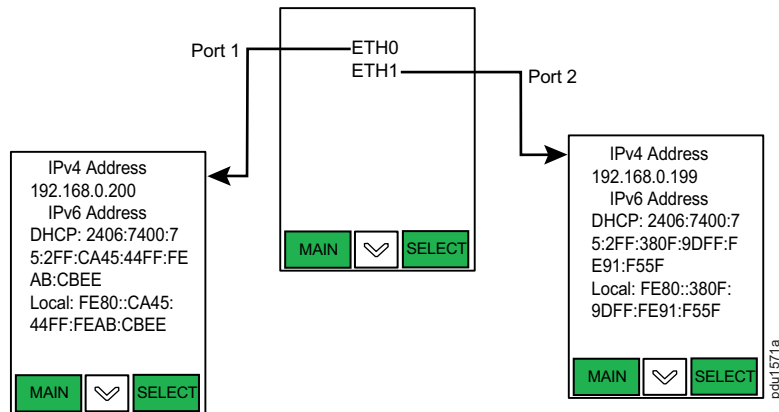 Port 1
ETH0
ETH1
Port 2
MAIN
SELECT
IPv4 Address
192.168.0.200
IPv6 Address
DHCP: 2406:7400:7
5:2FF:CA45:44FF:FE
AB:CBEE
Local: FE80::CA45:
44FF:FEAB:CBEE
MAIN
SELECT
IPv4 Address
192.168.0.199
IPv6 Address
DHCP: 2406:7400:7
5:2FF:380F:9DFF:F
E91:F55F
Local: FE80::380F:
9DFF:FE91:F55F
MAIN
SELECT
pdu1571a